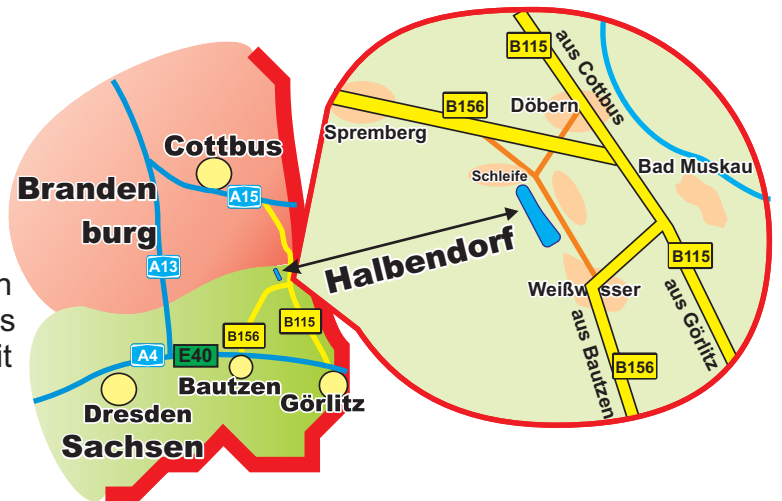 B115
aus Cottbus
B156
Döbern
Spremberg
Cottbus
Bad Muskau
Schleife
Branden
burg
A15
Halbendorf
B115
A13
n
s
it
Weißwasser
aus Görlitz
aus Bautzen
B156
B156
B115
A4
E40
Bautzen
Görlitz
Dresden
Sachsen